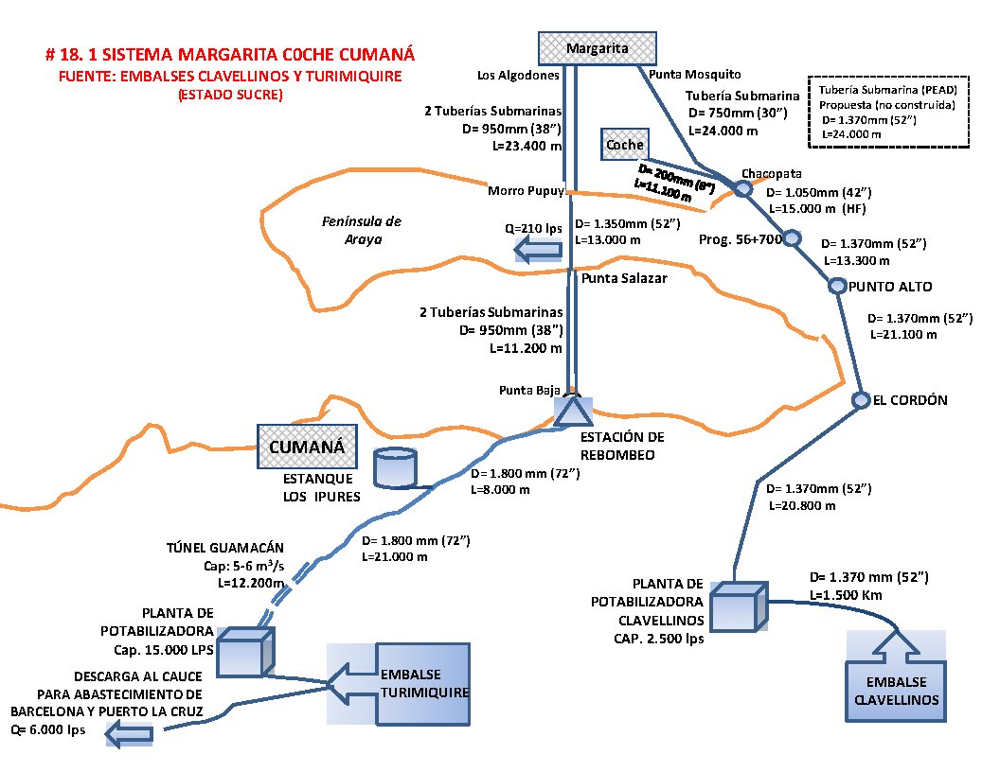 # 18. 1 SISTEMA MARGARITA C0CHE CUMANÁ
FUENTE: EMBALSES CLAVELLINOS Y TURIMIQUIRE
(ESTADO SUCRE)
Margarita
Los Algodones
Punta Mosquito
2 Tuberías Submarinas
D= 950mm (38”)
L=23.400 m
Tubería Submarina
D= 750mm (30”)
L=24.000 m
Tubería Submarina (PEAD)
Propuesta (no construida)
D= 1.370mm (52”)
L=24.000 m
Coche
D= 200mm (8”)
L=11.100 m
Chacopata
D= 1.050mm (42”)
L=15.000 m (HF)
Morro Pupuy
Fenínsula de
Araya
Q=210 lps
D= 1.350mm (52”)
L=13.000 m
Prog. 56+700
D= 1.370mm (52”)
L=13.300 m
Punta Salazar
PUNTO ALTO
2 Tuberías Submarinas
D= 950mm (38”)
L=11.200 m
D= 1.370mm (52”)
L=21.100 m
Punta Baja
EL CORDÓN
CUMANÁ
ESTANQUE
LOS IPURES
ESTACIÓN DE
REBOMBEO
D= 1.800 mm (72”)
L=8.000 m
D= 1.370mm (52”)
L=20.800 m
TÚNEL GUAMACÁN
Cap: 5-6 m³/s
L=12.200m
D= 1.800 mm (72”)
L=21.000 m
PLANTA DE
POTABILIZADORA
CLAVELLINOS
CAP. 2.500 lps
D= 1.370 mm (52”)
L=1.500 Km
PLANTA DE
POTABILIZADORA
Cap. 15.000 LPS
DESCARGA AL CAUCE
PARA ABASTECIMIENTO DE
BARCELONA Y PUERTO LA CRUZ
Q= 6.000 lps
EMBALSE
TURIMIQUIRE
EMBALSE
CLAVELLINOS